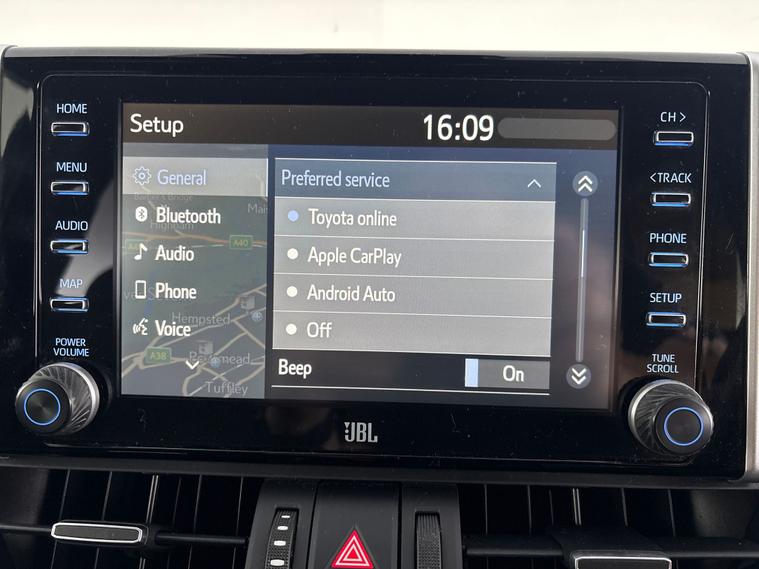 HOME
MENU
AUDIO
MAP
POWER
VOLUME
Setup
16:09
General
Bluetooth
Audio
Phone
Voice
Highnam
A40
Hempsted
A38
Tuffley
Preferred service
Toyota online
Apple CarPlay
Android Auto
Off
Beep
On
CH >
< TRACK
PHONE
SETUP
TUNE
SCROLL
JBL